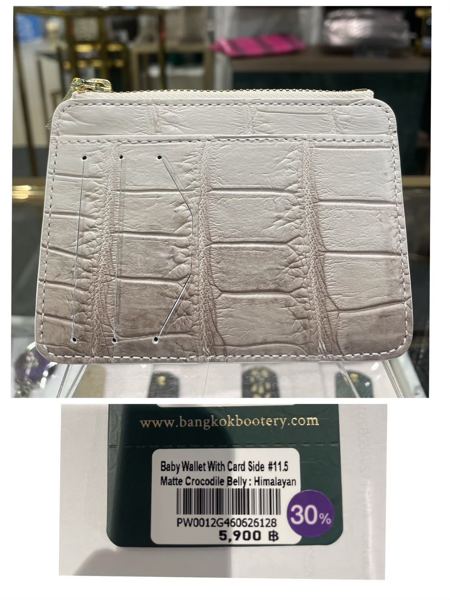 www.bangkokbootery.com
Baby Wallet With Card Side #11.5
Matte Crocodile Belly : Himalayan
PW0012G460626128
5,900 ฿
30%